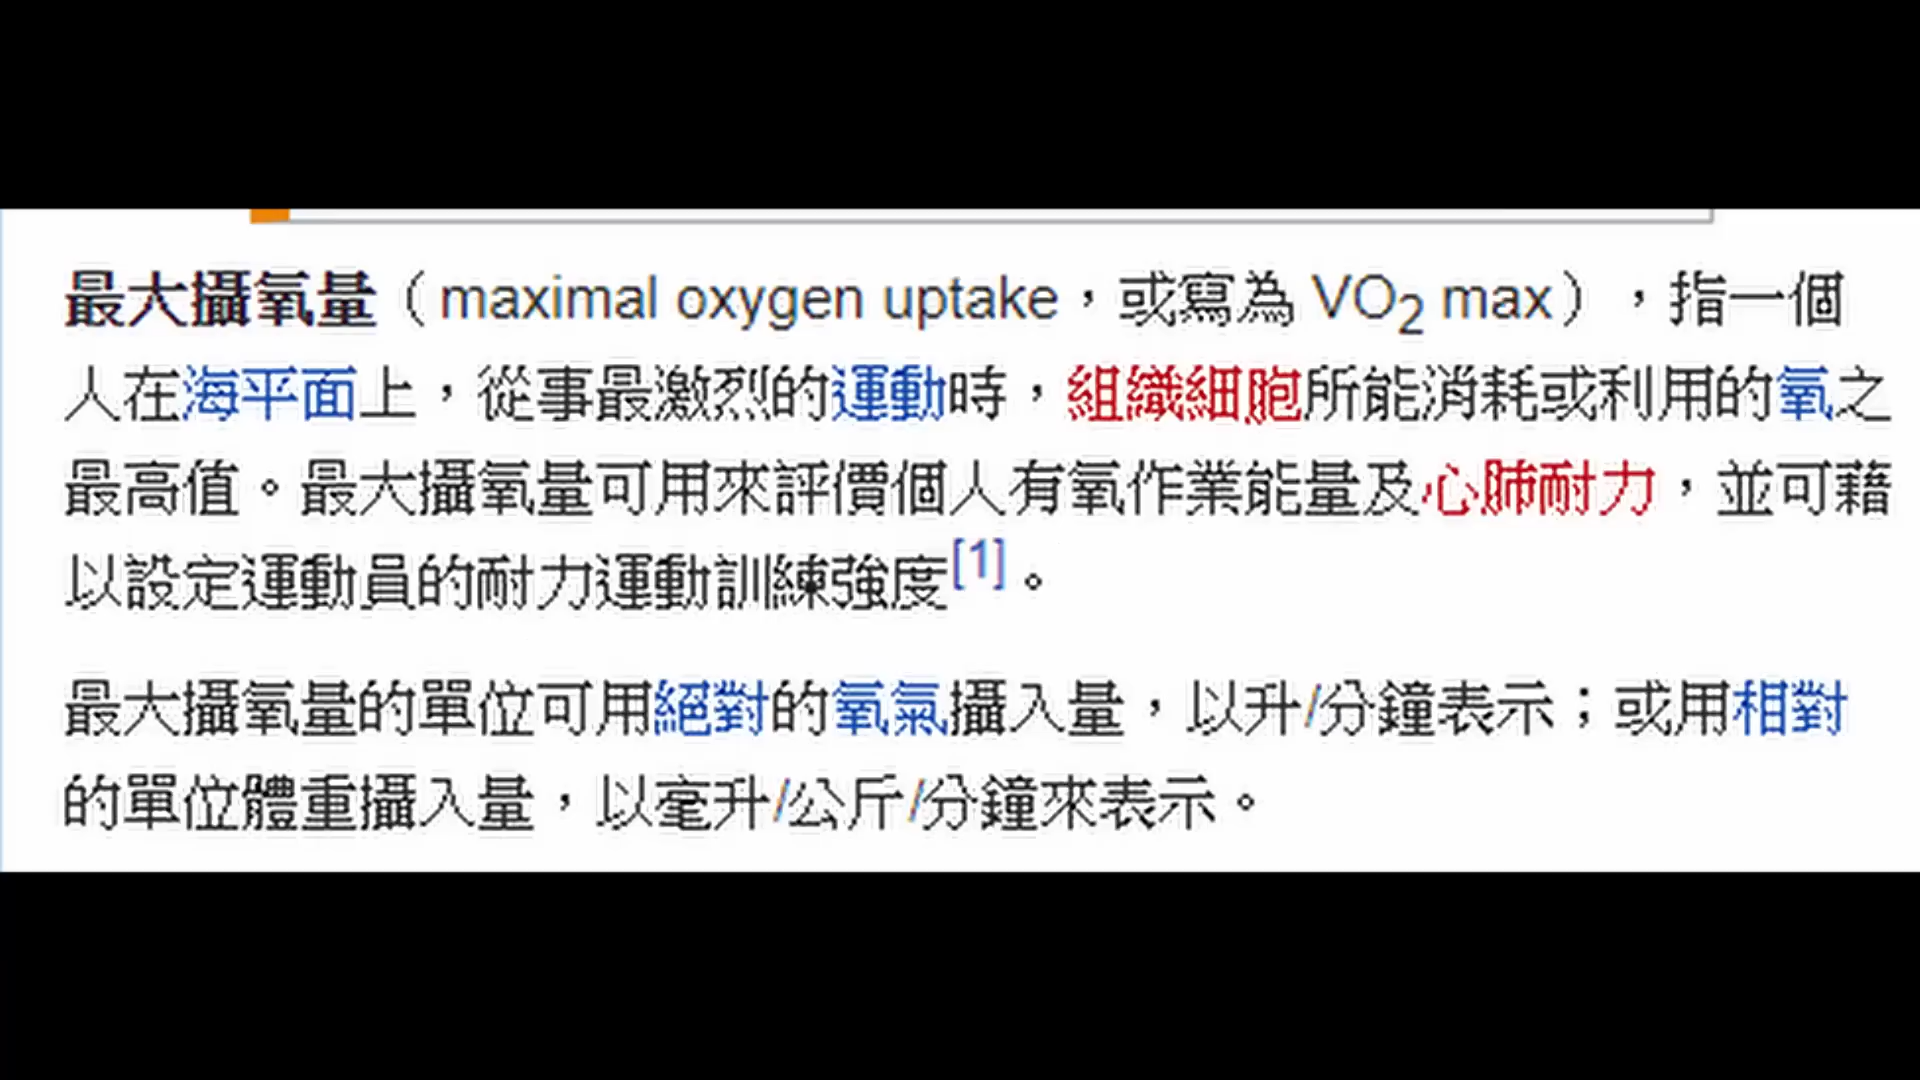 最大攝氧量（maximal oxygen uptake，或寫為 VO₂ max），指一個
人在海平面上，從事最激烈的運動時，組織細胞所能消耗或利用的氧之
最高值。最大攝氧量可用來評價個人有氧作業能量及心肺耐力，並可藉
以設定運動員的耐力運動訓練強度[1]。
最大攝氧量的單位可用絕對的氧氣攝入量，以升/分鐘表示；或用相對
的單位體重攝入量，以毫升/公斤/分鐘來表示。